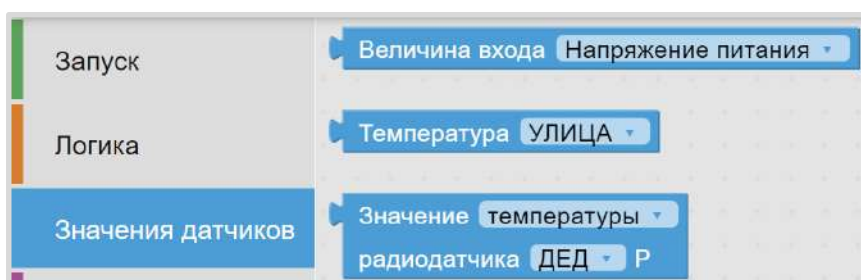 Запуск
Логика
Значения датчиков
Величина входа Напряжение питания
Температура УЛИЦА
Значение температуры
радиодатчика ДЕД Р